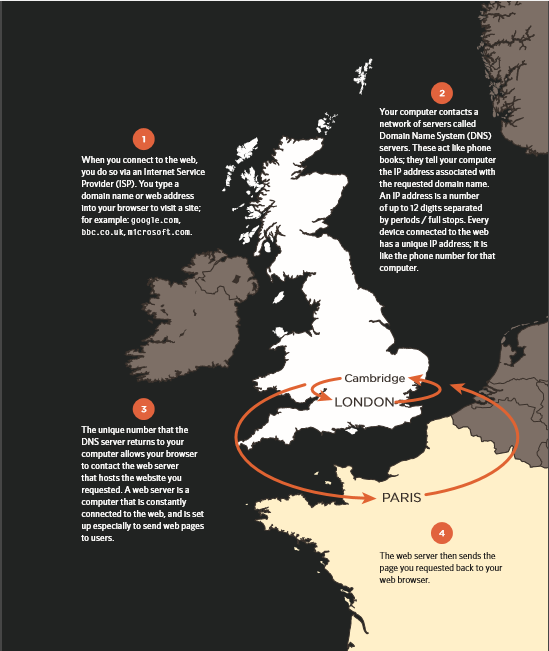 1
When you connect to the web,
you do so via an Internet Service
Provider (ISP). You type a
domain name or web address
into your browser to visit a site;
for example: google.com,
bbc.co.uk, microsoft.com.
2
Your computer contacts a
network of servers called
Domain Name System (DNS)
servers. These act like phone
books; they tell your computer
the IP address associated with
the requested domain name.
An IP address is a number
of up to 12 digits separated
by periods / full stops. Every
device connected to the web
has a unique IP address; it is
like the phone number for that
computer.
Cambridge
LONDON
PARIS
3
The unique number that the
DNS server returns to your
computer allows your browser
to contact the web server
that hosts the website you
requested. A web server is a
computer that is constantly
connected to the web, and is set
up especially to send web pages
to users.
4
The web server then sends the
page you requested back to your
web browser.